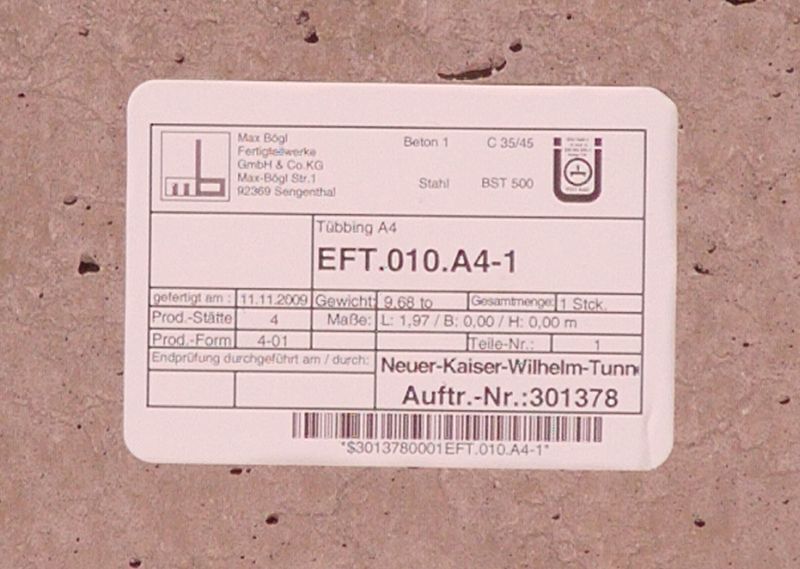 Max Bögl
Fertigteilwerke
GmbH & Co.KG
Max-Bögl Str.1
92369 Sengenthal
Beton 1 C 35/45
Stahl BST 500
Tübbing A4
EFT.010.A4-1
gefertigt am : 11.11.2009 Gewicht: 9.68 to Gesamtmenge: 1 Stck.
Prod.-Stätte 4 Maße: L: 1,97 / B: 0,00 / H: 0,00 m
Prod.-Form 4-01 Teile-Nr.: 1
Endprüfung durchgeführt am / durch:
Neuer-Kaiser-Wilhelm-Tunn
Auftr.-Nr.:301378
*$3013780001EFT.010.A4-1*